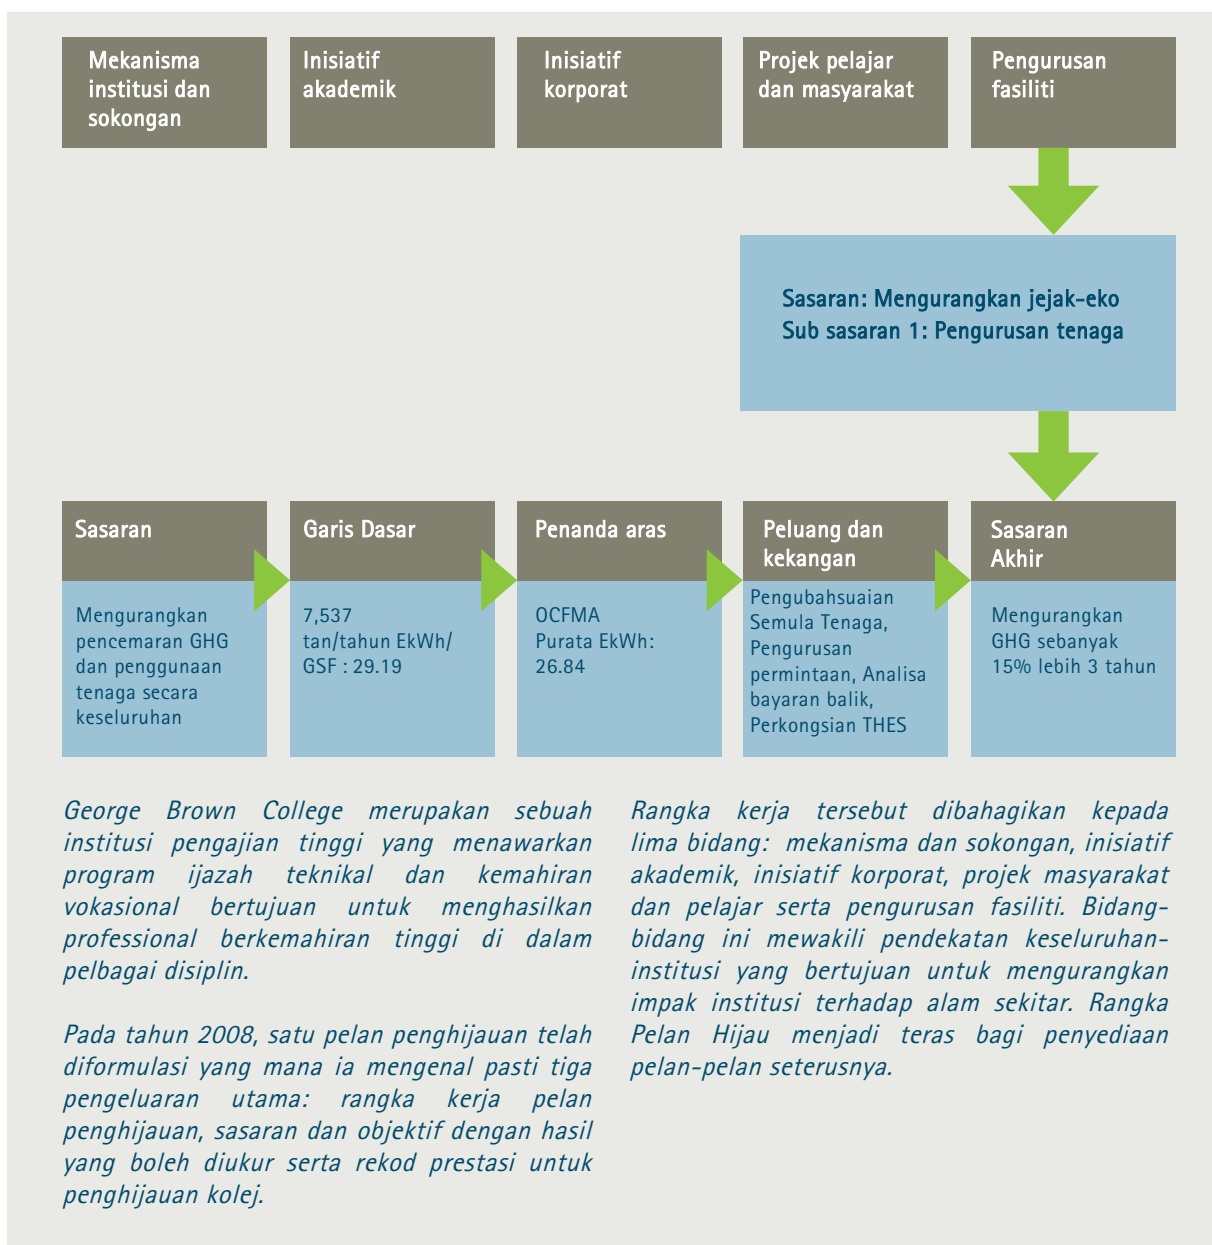 Mekanisma
institusi dan
sokongan
Inisiatif
akademik
Inisiatif
korporat
Projek pelajar
dan masyarakat
Pengurusan
fasiliti
Sasaran: Mengurangkan jejak-eko
Sub sasaran 1: Pengurusan tenaga
Sasaran
Mengurangkan
pencemaran GHG
dan penggunaan
tenaga secara
keseluruhan
Garis Dasar
7,537
tan/tahun EkWh/
GSF : 29.19
Penanda aras
OCFMA
Purata EkWh:
26.84
Peluang dan
kekangan
Pengubahsuaian
Semula Tenaga,
Pengurusan
permintaan, Analisa
bayaran balik,
Perkongsian THES
Sasaran
Akhir
Mengurangkan
GHG sebanyak
15% lebih 3 tahun
George Brown College merupakan sebuah
institusi pengajian tinggi yang menawarkan
program ijazah teknikal dan kemahiran
vokasional bertujuan untuk menghasilkan
professional berkemahiran tinggi di dalam
pelbagai disiplin.
Pada tahun 2008, satu pelan penghijauan telah
diformulasi yang mana ia mengenal pasti tiga
pengeluaran utama: rangka kerja pelan
penghijauan, sasaran dan objektif dengan hasil
yang boleh diukur serta rekod prestasi untuk
penghijauan kolej.
Rangka kerja tersebut dibahagikan kepada
lima bidang: mekanisma dan sokongan, inisiatif
akademik, inisiatif korporat, projek masyarakat
dan pelajar serta pengurusan fasiliti. Bidang-
bidang ini mewakili pendekatan keseluruhan-
institusi yang bertujuan untuk mengurangkan
impak institusi terhadap alam sekitar. Rangka
Pelan Hijau menjadi teras bagi penyediaan
pelan-pelan seterusnya.